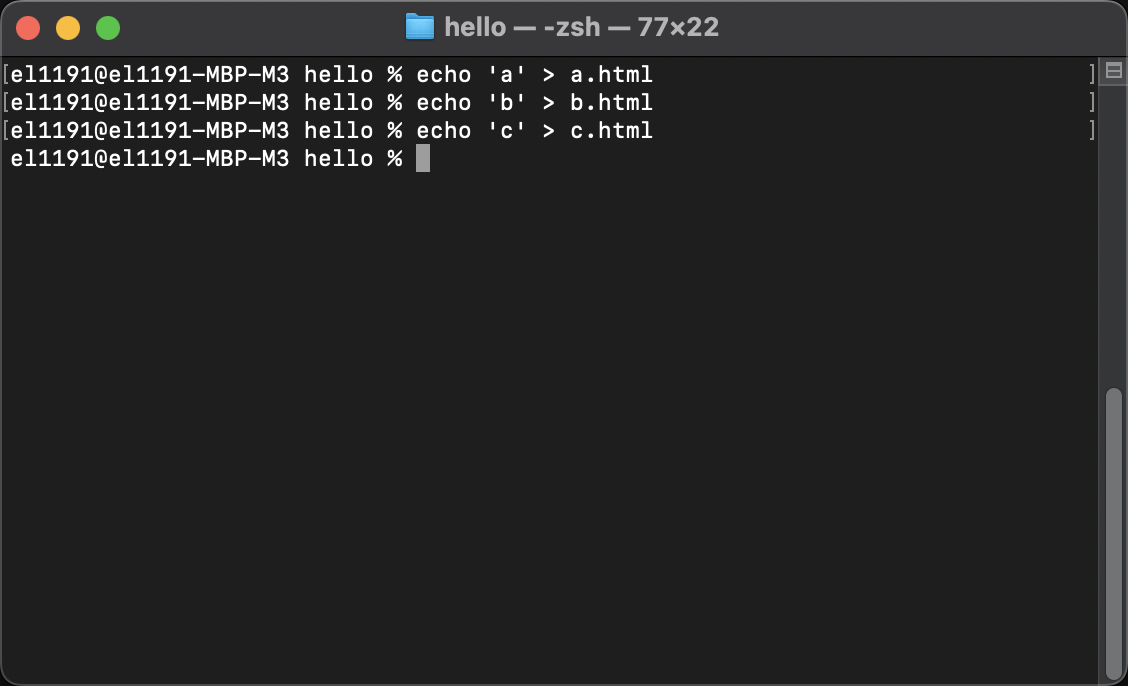 hello — -zsh — 77×22
[el1191@el1191-MBP-M3 hello % echo 'a' > a.html ]
[el1191@el1191-MBP-M3 hello % echo 'b' > b.html ]
[el1191@el1191-MBP-M3 hello % echo 'c' > c.html ]
el1191@el1191-MBP-M3 hello %